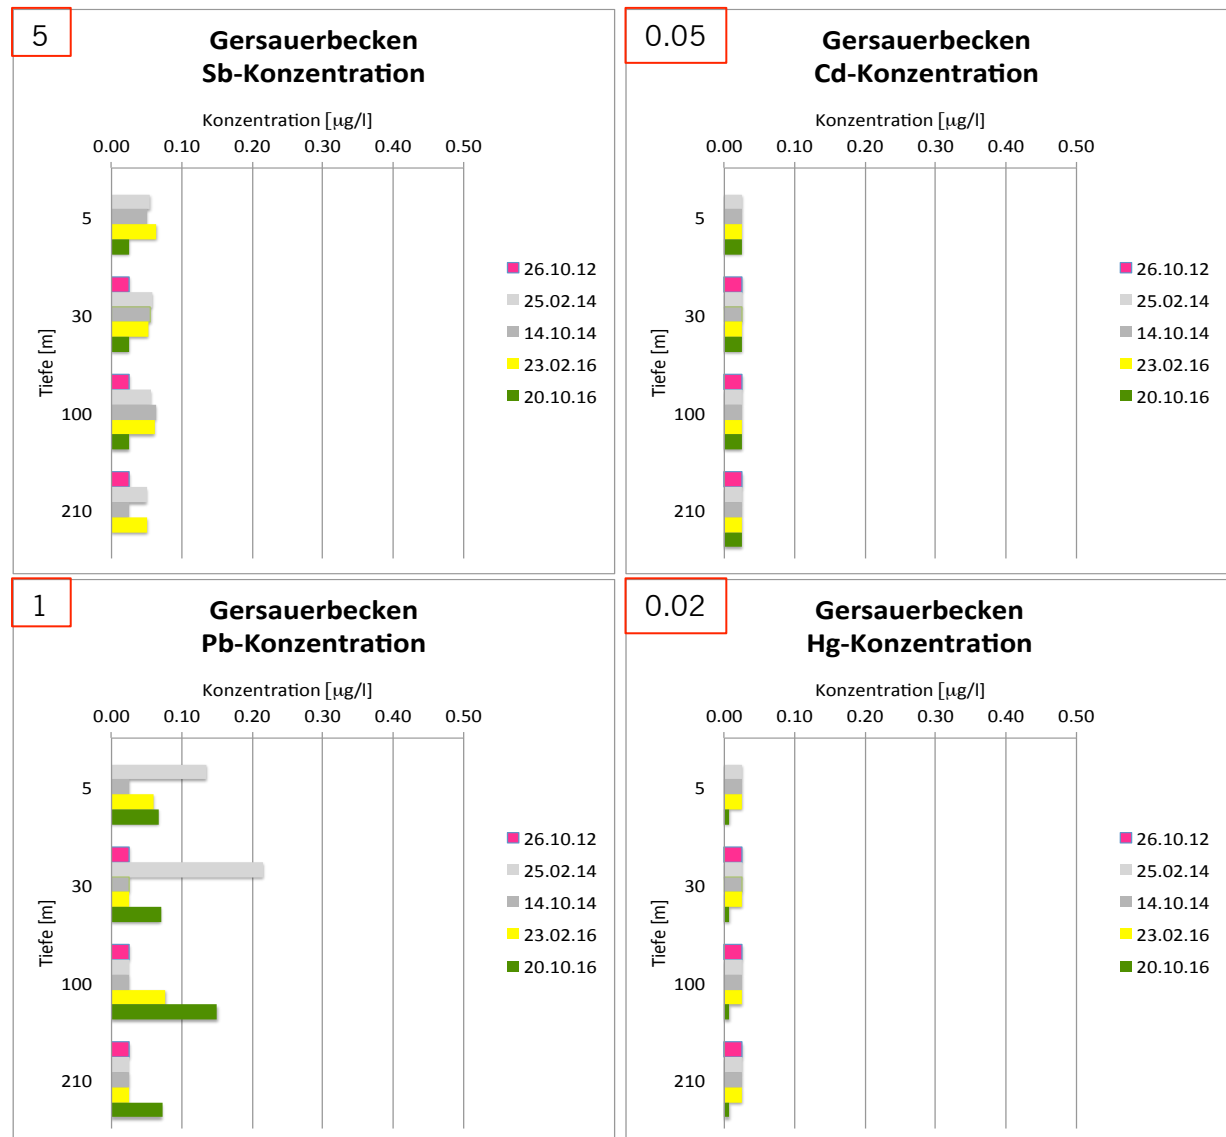 5
Gersauerbecken
Sb-Konzentration
Konzentration [µg/l]
0.00 0.10 0.20 0.30 0.40 0.50
Tiefe [m]
5
30
100
210
26.10.12
25.02.14
14.10.14
23.02.16
20.10.16
0.05
Gersauerbecken
Cd-Konzentration
Konzentration [µg/l]
0.00 0.10 0.20 0.30 0.40 0.50
Tiefe [m]
5
30
100
210
26.10.12
25.02.14
14.10.14
23.02.16
20.10.16
1
Gersauerbecken
Pb-Konzentration
Konzentration [µg/l]
0.00 0.10 0.20 0.30 0.40 0.50
Tiefe [m]
5
30
100
210
26.10.12
25.02.14
14.10.14
23.02.16
20.10.16
0.02
Gersauerbecken
Hg-Konzentration
Konzentration [µg/l]
0.00 0.10 0.20 0.30 0.40 0.50
Tiefe [m]
5
30
100
210
26.10.12
25.02.14
14.10.14
23.02.16
20.10.16